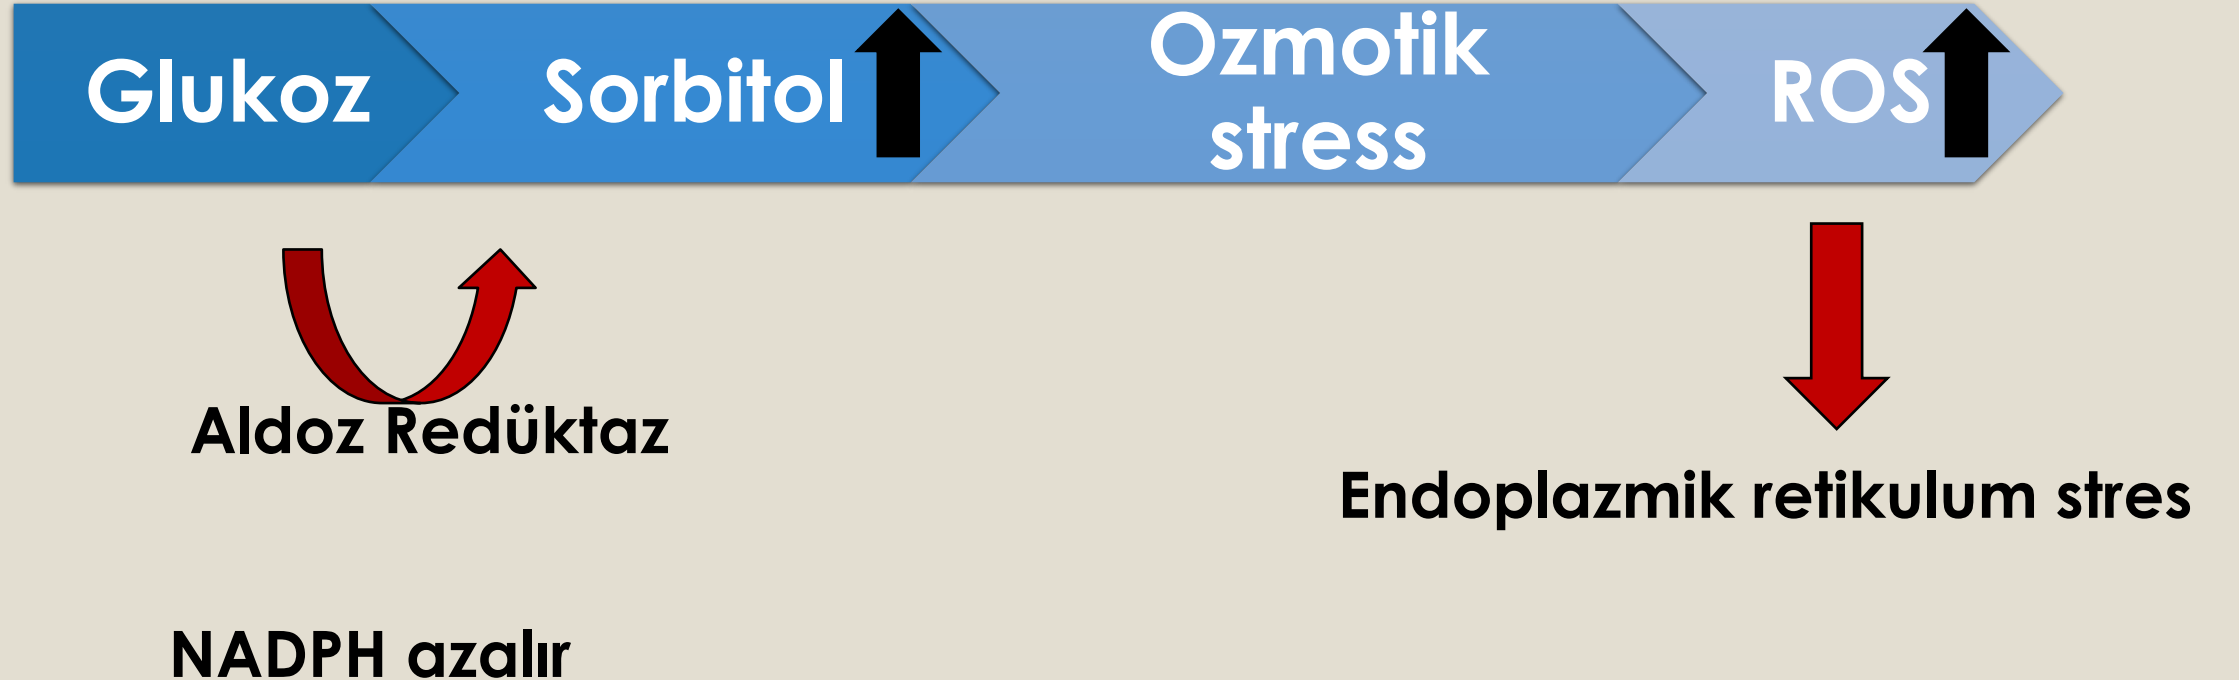 Glukoz
Sorbitol
Ozmotik
stress
ROS
Aldoz Redüktaz
Endoplazmik retikulum stres
NADPH azalır